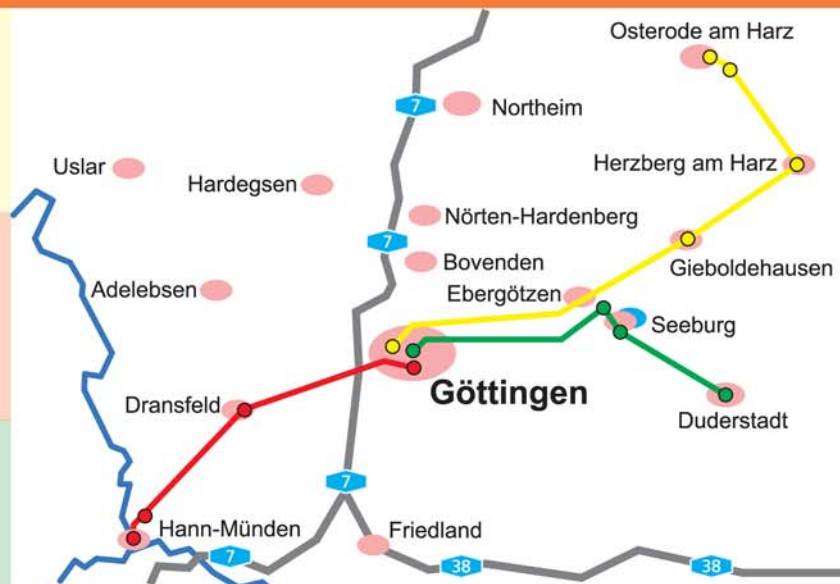 Osterode am Harz
7
Northeim
Uslar
Herzberg am Harz
Hardegsen
Nörten-Hardenberg
7
Bovenden
Gieboldehausen
Adelebsen
Ebergötzen
Seeburg
Göttingen
Dransfeld
Duderstadt
7
Hann-Münden
Friedland
7
38
38